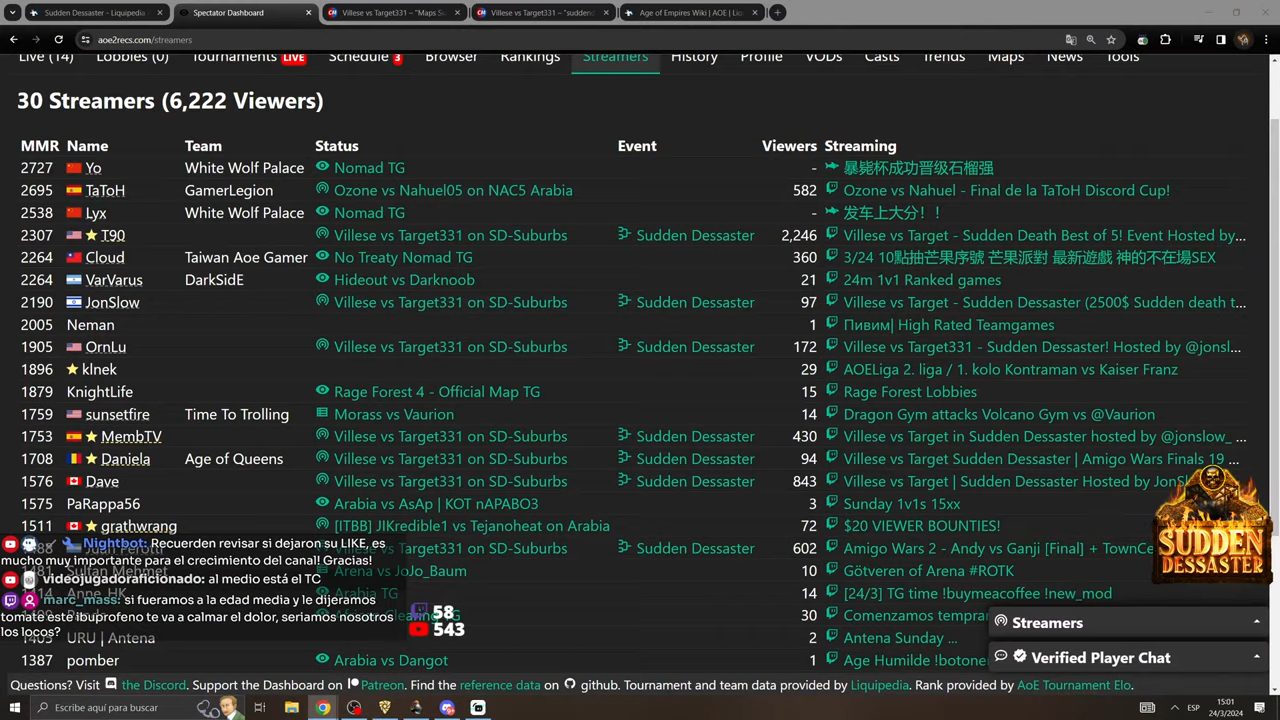 Sudden Dessaster - Liquipedia
Spectator Dashboard
Villese vs Target331 – "Maps S
Villese vs Target331 – "sudden
Age of Empires Wiki | AOE | Liq
aoe2recs.com/streamers
Live (14) Lobbies (0) Tournaments LIVE Schedule 3 Browser Rankings Streamers History Profile VODs Casts Trends Maps News Tools
30 Streamers (6,222 Viewers)
MMR Name Team Status Event Viewers Streaming
2727 Yo White Wolf Palace Nomad TG - 暴毙杯成功晋级石榴强
2695 TaToH GamerLegion Ozone vs Nahuel05 on NAC5 Arabia 582 Ozone vs Nahuel - Final de la TaToH Discord Cup!
2538 Lyx White Wolf Palace Nomad TG - 发车上大分！！
2307 T90 Villese vs Target331 on SD-Suburbs Sudden Dessaster 2,246 Villese vs Target - Sudden Death Best of 5! Event Hosted by...
2264 Cloud Taiwan Aoe Gamer No Treaty Nomad TG 360 3/24 10點抽芒果序號 芒果派對 最新遊戲 神的不在場SEX
2264 VarVarus DarkSidE Hideout vs Darknoob 21 24m 1v1 Ranked games
2190 JonSlow Villese vs Target331 on SD-Suburbs Sudden Dessaster 97 Villese vs Target - Sudden Dessaster (2500$ Sudden death t...
2005 Neman 1 Пивим| High Rated Teamgames
1905 OrnLu Villese vs Target331 on SD-Suburbs Sudden Dessaster 172 Villese vs Target331 - Sudden Dessaster! Hosted by @jonsl...
1896 klnek 29 AOELiga 2. liga / 1. kolo Kontraman vs Kaiser Franz
1879 KnightLife Rage Forest 4 - Official Map TG 15 Rage Forest Lobbies
1759 sunsetfire Time To Trolling Morass vs Vaurion 14 Dragon Gym attacks Volcano Gym vs @Vaurion
1753 MembTV Villese vs Target331 on SD-Suburbs Sudden Dessaster 430 Villese vs Target in Sudden Dessaster hosted by @jonslow_ ...
1708 Daniela Age of Queens Villese vs Target331 on SD-Suburbs Sudden Dessaster 94 Villese vs Target Sudden Dessaster | Amigo Wars Finals 19 ...
1576 Dave Villese vs Target331 on SD-Suburbs Sudden Dessaster 843 Villese vs Target | Sudden Dessaster Hosted by JonSl
1575 PaRappa56 Arabia vs AsAp | KOT nAPABO3 3 Sunday 1v1s 15xx
1511 grathwrang [ITBB] JIKredible1 vs Tejanoheat on Arabia 72 $20 VIEWER BOUNTIES!
Juan Perotti Villese vs Target331 on SD-Suburbs Sudden Dessaster 602 Amigo Wars 2 - Andy vs Ganji [Final] + TownCe
Sultan Mehmet Arena vs JoJo_Baum 10 Götveren of Arena #ROTK
Anne_HK Arabia TG 14 [24/3] TG time !buymeacoffee !new_mod
30 Comenzamos tempran
URU | Antena 2 Antena Sunday ...
1387 pomber Arabia vs Dangot 1 Age Humilde !botone
Nightbot: Recuerden revisar si dejaron su LIKE, es
mucho muy importante para el crecimiento del canal! Gracias!
videojugadoraficionado: al medio está el TC
marc_mass: si fueramos a la edad media y le dijeramos
tomate este ibuprofeno te va a calmar el dolor, seriamos nosotros
los locos?
58
543
SUDDEN
DESSASTER
Streamers
Verified Player Chat
Questions? Visit the Discord. Support the Dashboard on Patreon. Find the reference data on github. Tournament and team data provided by Liquipedia. Rank provided by AoE Tournament Elo.
Escribe aquí para buscar
ESP
15:01
24/3/2024